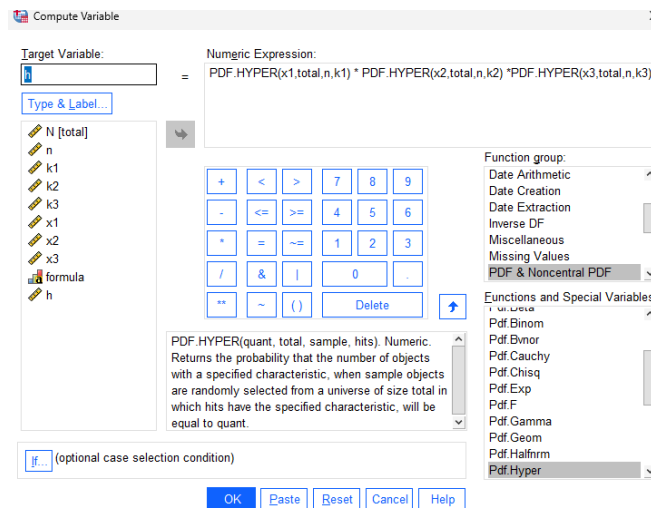 Compute Variable
Target Variable:
Numeric Expression:
h
=
PDF.HYPER(x1,total,n,k1) * PDF.HYPER(x2,total,n,k2) *PDF.HYPER(x3,total,n,k3)
Type & Label...
N [total]
n
k1
k2
k3
x1
x2
x3
formula
h
+ < > 7 8 9
- <= >= 4 5 6
* = ~= 1 2 3
/ & | 0 .
** ~ ( ) Delete
Function group:
Date Arithmetic
Date Creation
Date Extraction
Inverse DF
Miscellaneous
Missing Values
PDF & Noncentral PDF
Functions and Special Variables
Pdf.Beta
Pdf.Binom
Pdf.Bvnor
Pdf.Cauchy
Pdf.Chisq
Pdf.Exp
Pdf.F
Pdf.Gamma
Pdf.Geom
Pdf.Halfnrm
Pdf.Hyper
PDF.HYPER(quant, total, sample, hits). Numeric.
Returns the probability that the number of objects
with a specified characteristic, when sample objects
are randomly selected from a universe of size total in
which hits have the specified characteristic, will be
equal to quant.
If... (optional case selection condition)
OK Paste Reset Cancel Help